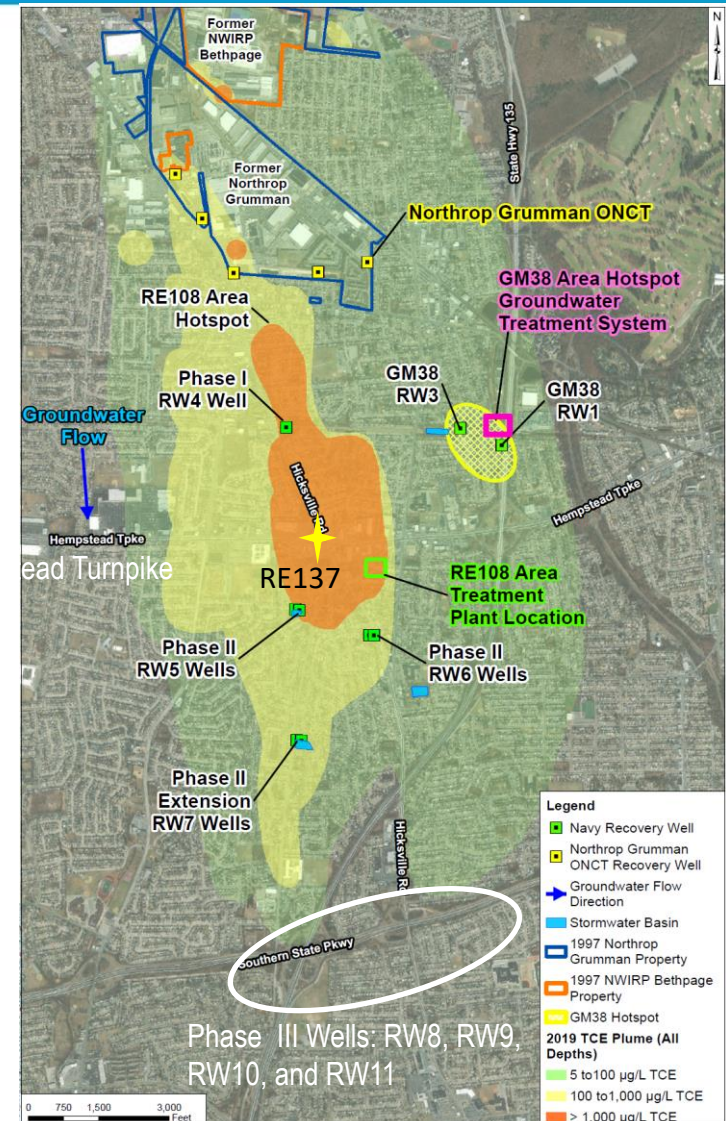 N
Former
NWIRP
Bethpage
State Hwy 135
Former
Northrop
Grumman
Northrop Grumman ONCT
GM38 Area Hotspot
Groundwater
Treatment System
RE108 Area
Hotspot
Phase I
RW4 Well
GM38
RW3
GM38
RW1
Groundwater
Flow
Hicksville Rd
Hempstead Tpke
Hempstead Tpke
ead Turnpike
RE137
RE108 Area
Treatment
Plant Location
Phase II
RW5 Wells
Phase II
RW6 Wells
Phase II
Extension
RW7 Wells
Hicksville Rd
Southern State Pkwy
Phase III Wells: RW8, RW9,
RW10, and RW11
Legend
Navy Recovery Well
Northrop Grumman
ONCT Recovery Well
Groundwater Flow
Direction
Stormwater Basin
1997 Northrop
Grumman Property
1997 NWIRP Bethpage
Property
GM38 Hotspot
2019 TCE Plume (All
Depths)
5 to100 µg/L TCE
100 to1,000 µg/L TCE
> 1,000 µg/L TCE
0 750 1,500 3,000
Feet